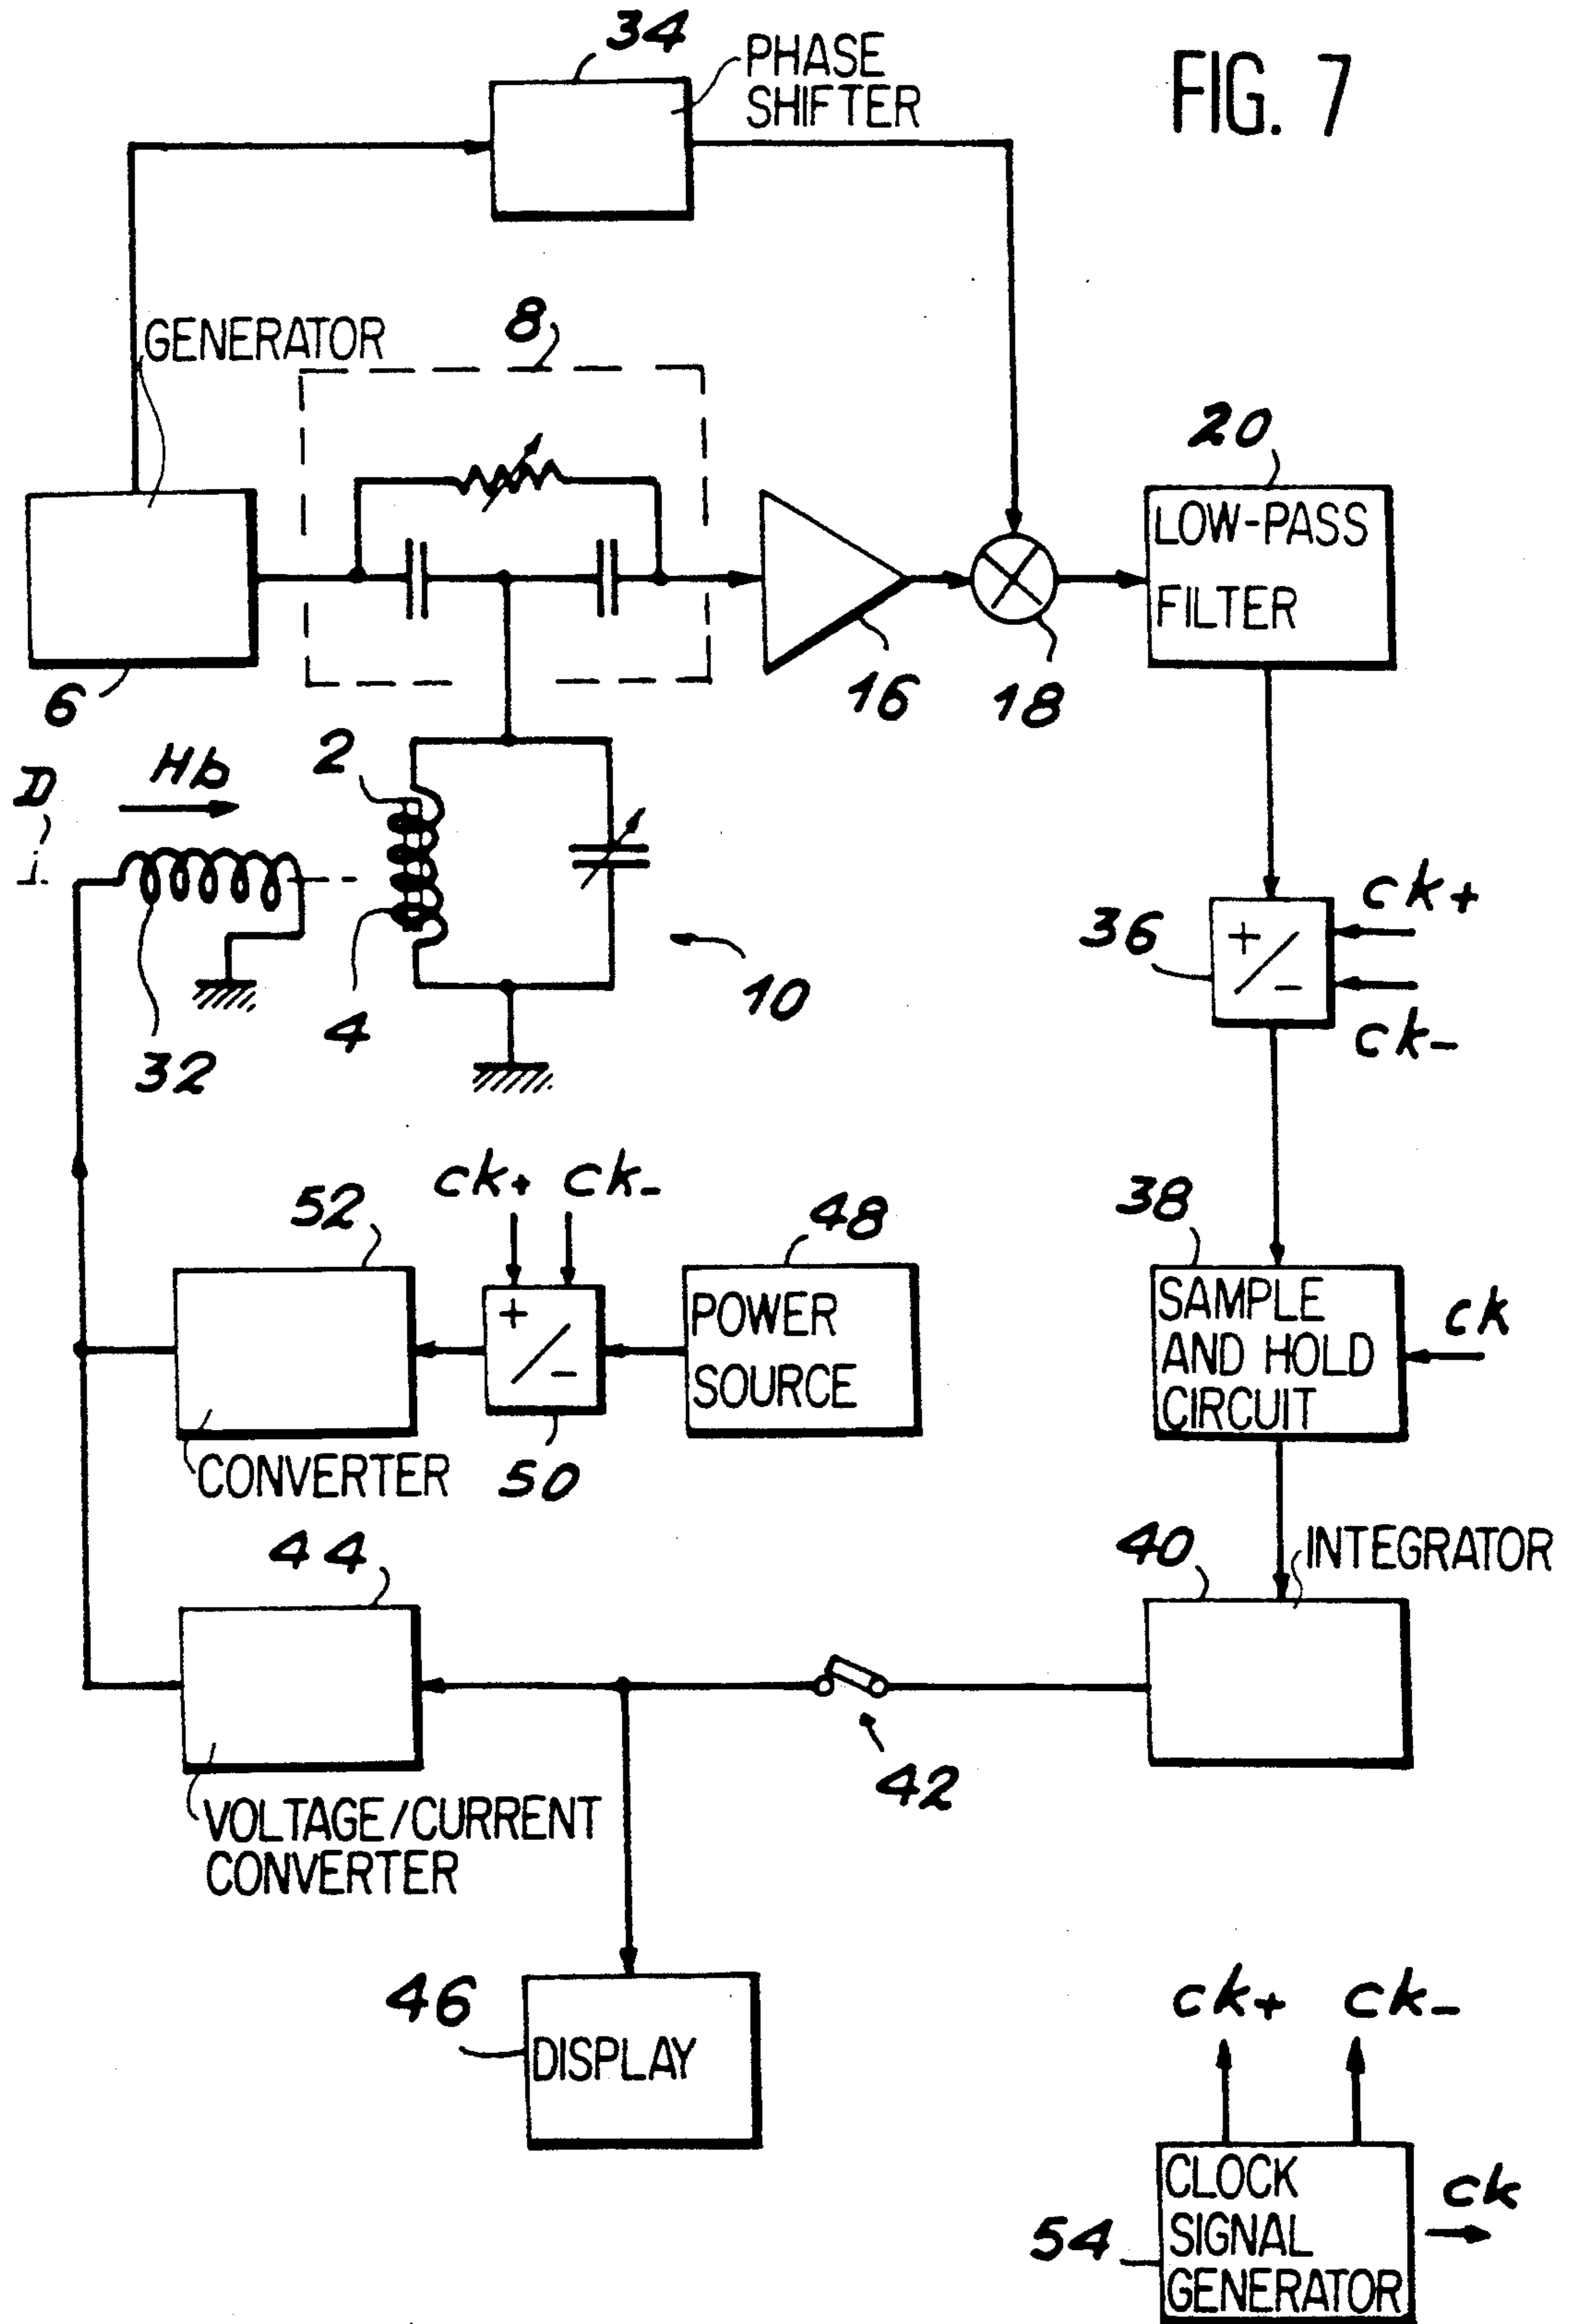 FIG. 7
34
PHASE
SHIFTER
GENERATOR
8
20
LOW-PASS
FILTER
6
16
18
D
Hb
2
4
10
32
36
+
/
-
ck+
ck-
52
ck+ ck-
48
38
+
/
-
POWER
SOURCE
SAMPLE
AND HOLD
CIRCUIT
ck
CONVERTER
50
44
40
INTEGRATOR
42
VOLTAGE/CURRENT
CONVERTER
46
DISPLAY
ck+ ck-
54
CLOCK
SIGNAL
GENERATOR
ck